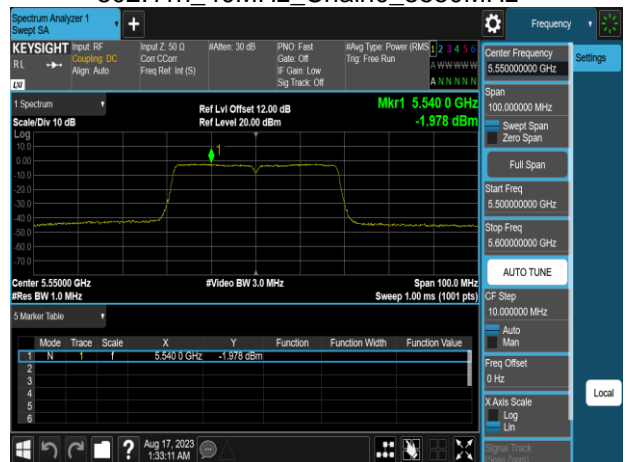 Spectrum Analyzer 1
Swept SA
+
Frequency
KEYSIGHT
RL
LXI
Input: RF
Coupling: DC
Align: Auto
Input Z: 50 Ω
Corr CCorr
Freq Ref: Int (S)
#Atten: 30 dB
PNO: Fast
Gate: Off
IF Gain: Low
Sig Track: Off
#Avg Type: Power (RMS
Trig: Free Run
1 2 3 4 5 6
A W W W W W
A N N N N N
1 Spectrum
Scale/Div 10 dB
Ref Lvl Offset 12.00 dB
Ref Level 20.00 dBm
Mkr1 5.540 0 GHz
-1.978 dBm
Log
10.0
0.00
-10.0
-20.0
-30.0
-40.0
-50.0
-60.0
-70.0
1
Center 5.55000 GHz
#Res BW 1.0 MHz
#Video BW 3.0 MHz
Span 100.0 MHz
Sweep 1.00 ms (1001 pts)
5 Marker Table
Mode Trace Scale X Y Function Function Width Function Value
1 N 1 f 5.540 0 GHz -1.978 dBm
2
3
4
5
6
Aug 17, 2023
1:33:11 AM
Center Frequency
5.550000000 GHz
Settings
Span
100.000000 MHz
Swept Span
Zero Span
Full Span
Start Freq
5.500000000 GHz
Stop Freq
5.600000000 GHz
AUTO TUNE
CF Step
10.000000 MHz
Auto
Man
Freq Offset
0 Hz
X Axis Scale
Log
Lin
Local
Signal Track
(Span Zoom)